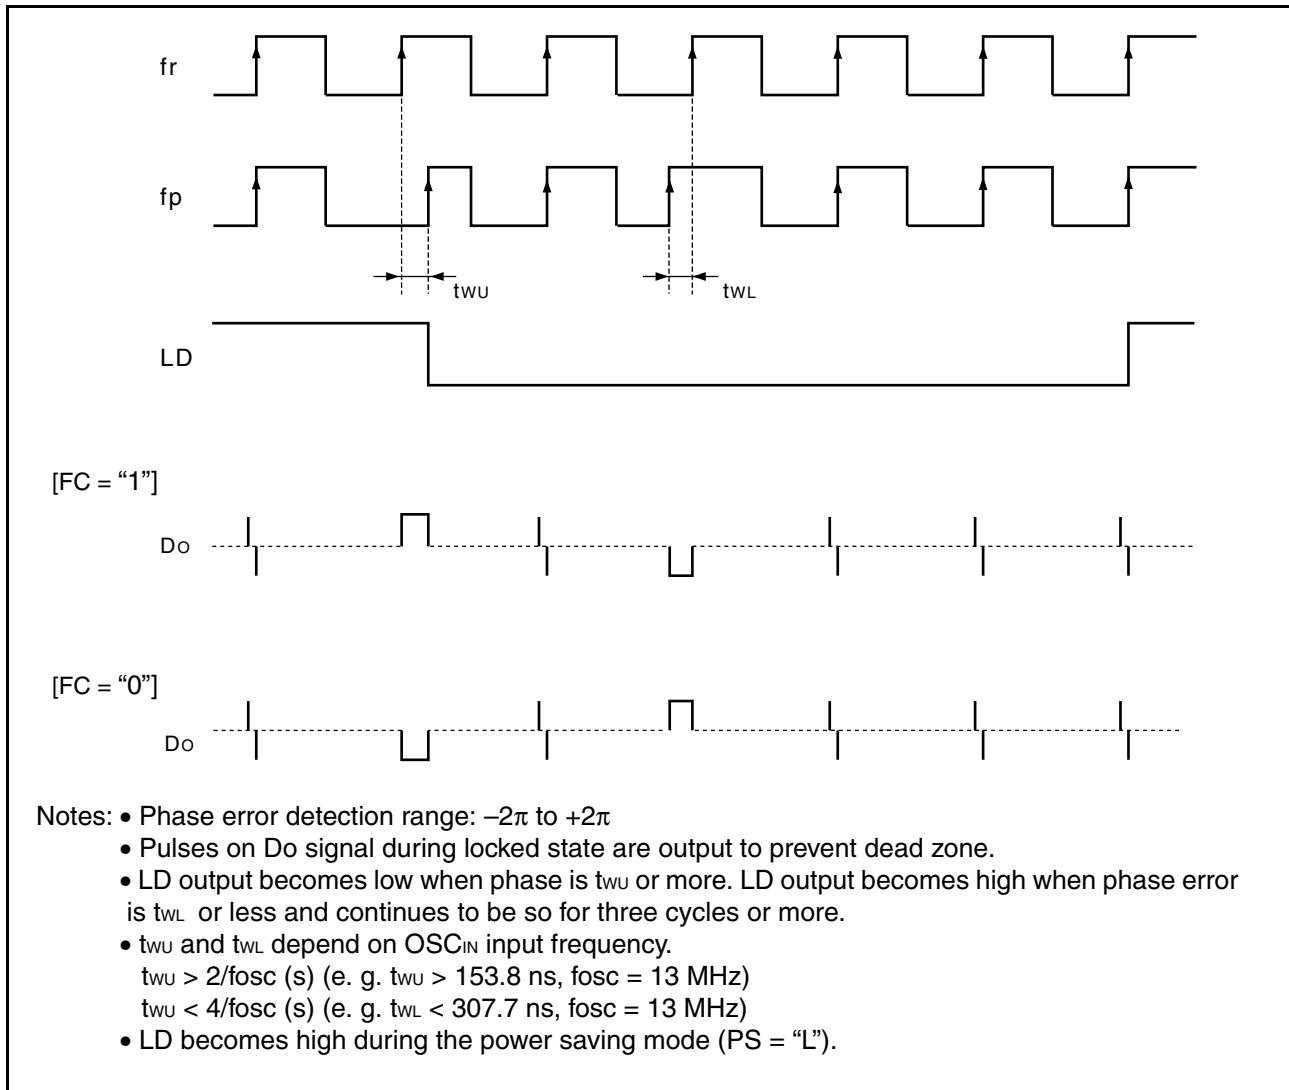 fr
fp
tWU
tWL
LD
[FC = “1”]
DO
[FC = “0”]
DO
Notes: • Phase error detection range: –2π to +2π
• Pulses on Do signal during locked state are output to prevent dead zone.
• LD output becomes low when phase is tWU or more. LD output becomes high when phase error
is tWL or less and continues to be so for three cycles or more.
• tWU and tWL depend on OSCIN input frequency.
tWU > 2/fosc (s) (e. g. tWU > 153.8 ns, fosc = 13 MHz)
tWU < 4/fosc (s) (e. g. tWL < 307.7 ns, fosc = 13 MHz)
• LD becomes high during the power saving mode (PS = “L”).